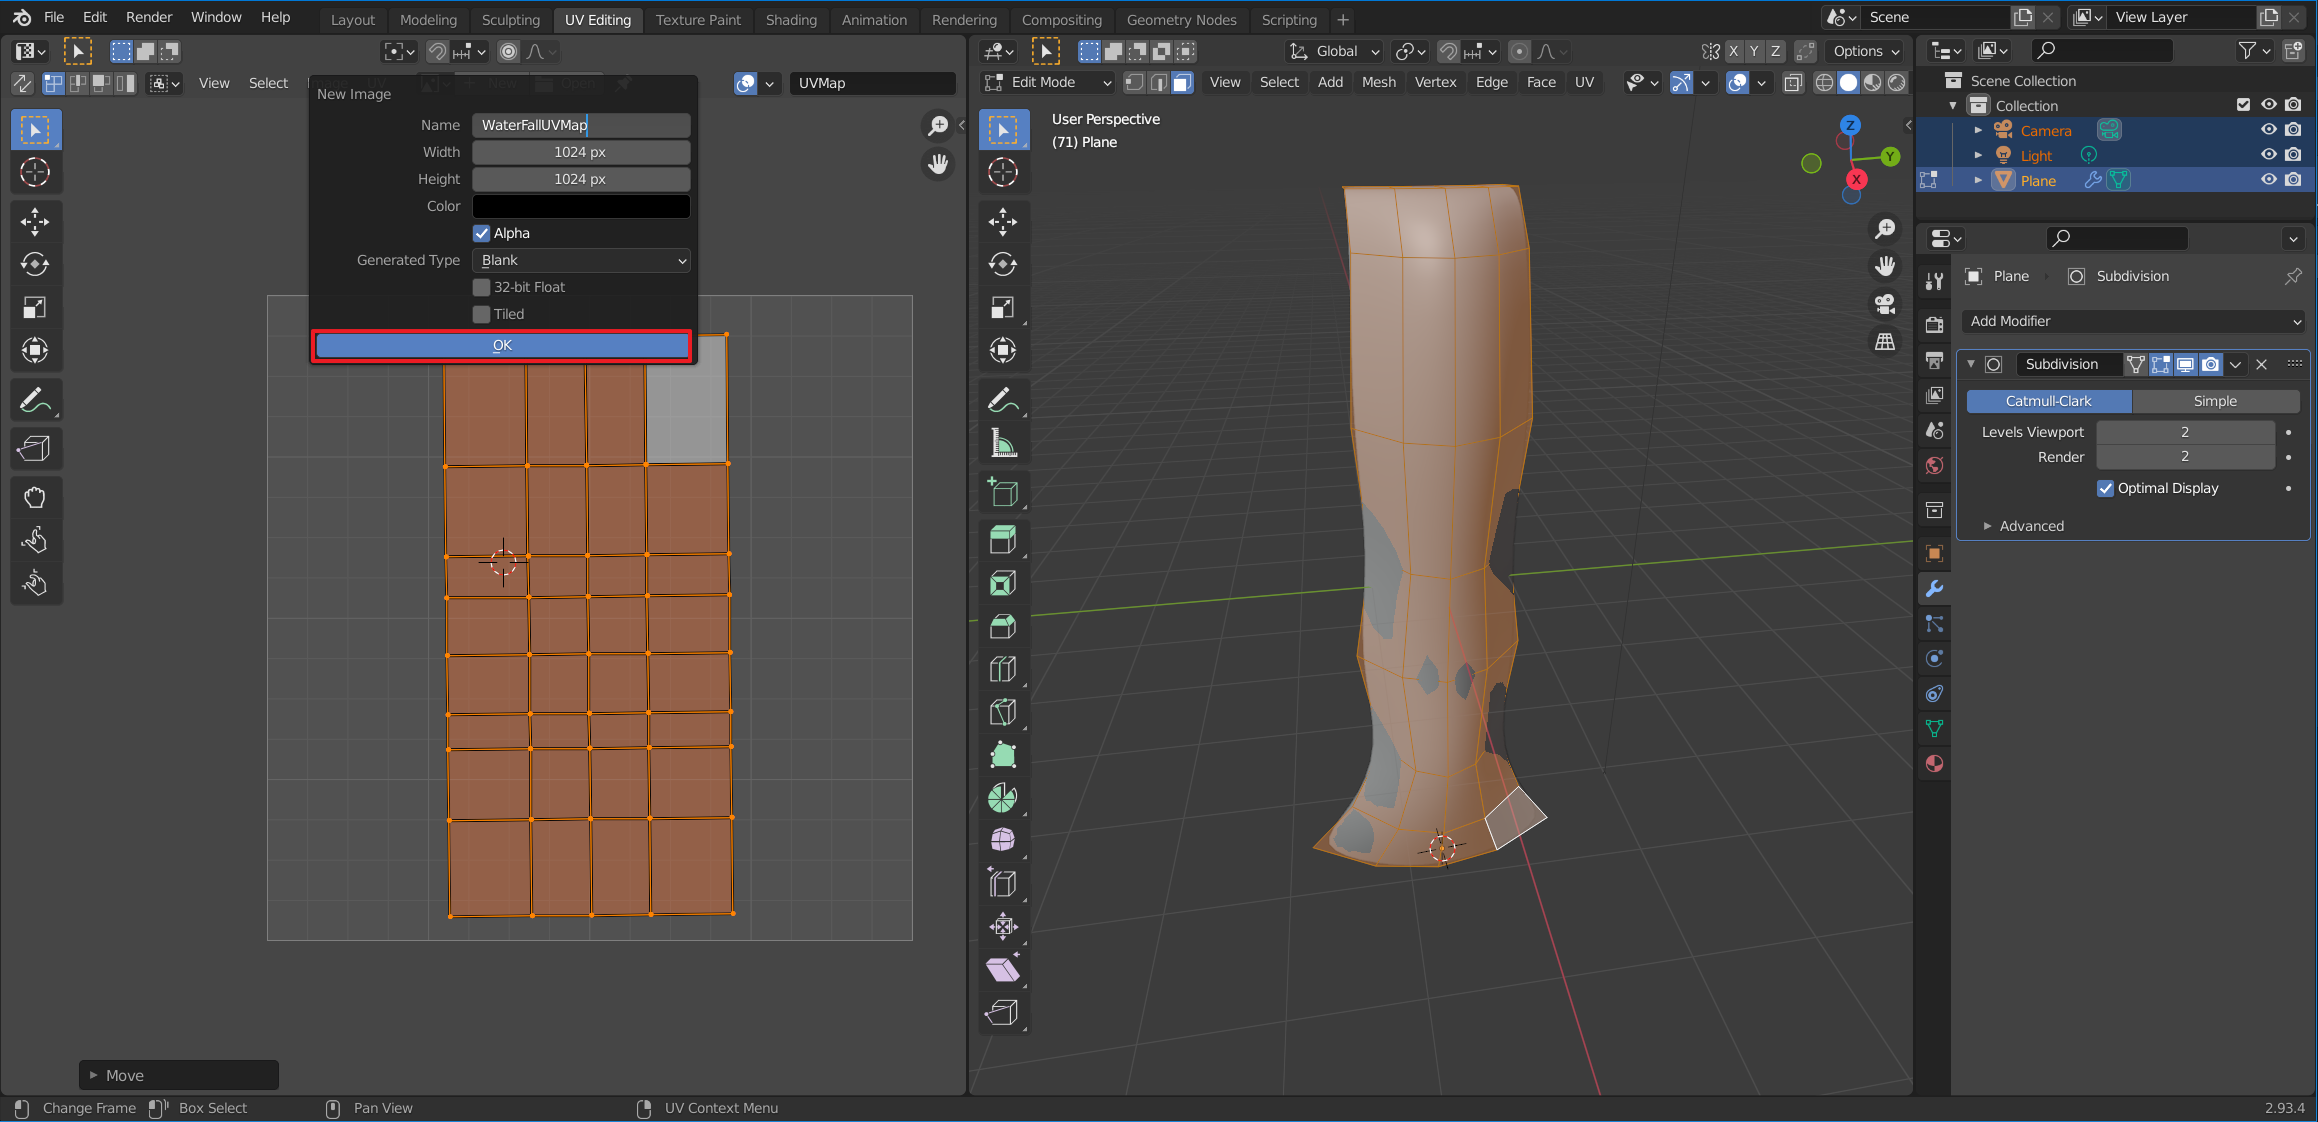 File Edit Render Window Help Layout Modeling Sculpting UV Editing Texture Paint Shading Animation Rendering Compositing Geometry Nodes Scripting + Scene View Layer
Global X Y Z Options
View Select UVMap Edit Mode View Select Add Mesh Vertex Edge Face UV
New Image
Name WaterFallUVMap
Width 1024 px
Height 1024 px
Color
Alpha
Generated Type Blank
32-bit Float
Tiled
OK
User Perspective
(71) Plane
Z
Y
X
Scene Collection
Collection
Camera
Light
Plane
Plane Subdivision
Add Modifier
Subdivision
Catmull-Clark Simple
Levels Viewport 2
Render 2
Optimal Display
Advanced
Move
Change Frame Box Select Pan View UV Context Menu 2.93.4